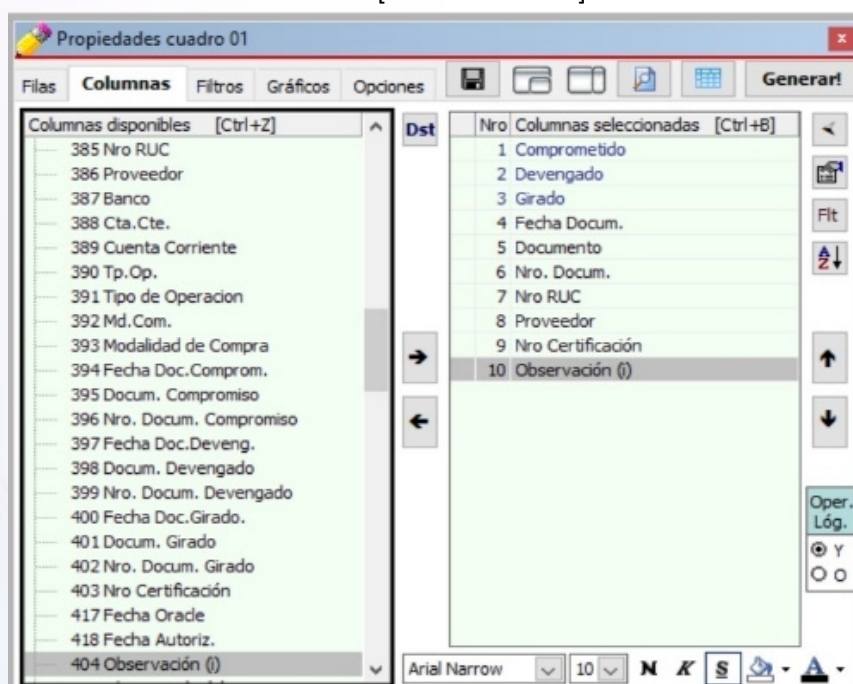 Propiedades cuadro 01
x
Filas Columnas Filtros Gráficos Opciones Generar!
Columnas disponibles [Ctrl+Z]
385 Nro RUC
386 Proveedor
387 Banco
388 Cta.Cte.
389 Cuenta Corriente
390 Tp.Op.
391 Tipo de Operacion
392 Md.Com.
393 Modalidad de Compra
394 Fecha Doc.Comprom.
395 Docum. Compromiso
396 Nro. Docum. Compromiso
397 Fecha Doc.Deveng.
398 Docum. Devengado
399 Nro. Docum. Devengado
400 Fecha Doc.Girado.
401 Docum. Girado
402 Nro. Docum. Girado
403 Nro Certificación
417 Fecha Oracle
418 Fecha Autoriz.
404 Observación (i)
Dst
Nro Columnas seleccionadas [Ctrl+B]
1 Comprometido
2 Devengado
3 Girado
4 Fecha Docum.
5 Documento
6 Nro. Docum.
7 Nro RUC
8 Proveedor
9 Nro Certificación
10 Observación (i)
Flt
A
Z
Oper.
Lóg.
Y
O
Arial Narrow 10 N K S A